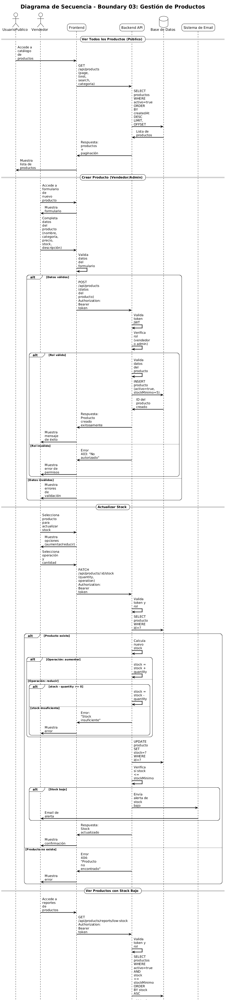 Diagrama de Secuencia - Boundary 03: Gestión de Productos
UsuarioPublico
Vendedor
Frontend
Backend API
Base de Datos
Sistema de Email
Ver Todos los Productos (Público)
Accede a
catálogo
de
productos
GET
/api/products
(page,
limit,
search,
categoria)
SELECT
productos
WHERE
activo=true
ORDER
BY
createdAt
DESC
LIMIT,
OFFSET
Lista de
productos
Respuesta:
productos
+
paginación
Muestra
lista de
productos
Crear Producto (Vendedor/Admin)
Accede a
formulario
de
nuevo
producto
Muestra
formulario
Completa
datos
del
producto
(nombre,
categoría,
precio,
stock,
descripción)
Valida
datos
del
formulario
alt
[Datos válidos]
POST
/api/products
(datos
del
producto)
Authorization:
Bearer
token
Valida
token
JWT
Verifica
rol
(vendedor
o admin)
alt
[Rol válido]
Valida
datos
del
producto
INSERT
producto
(activo=true,
stockMinimo=5)
ID del
producto
creado
Respuesta:
Producto
creado
exitosamente
Muestra
mensaje
de éxito
[Rol inválido]
Error
403: "No
autorizado"
Muestra
error de
permisos
[Datos inválidos]
Muestra
errores
de
validación
Actualizar Stock
Selecciona
producto
para
actualizar
stock
Muestra
opciones
(aumentar/reducir)
Selecciona
operación
y
cantidad
PATCH
/api/products/:id/stock
(quantity,
operation)
Authorization:
Bearer
token
Valida
token y
rol
SELECT
producto
WHERE
id=?
alt
[Producto existe]
Calcula
nuevo
stock
alt
[Operación: aumentar]
stock =
stock +
quantity
[Operación: reducir]
alt
[stock - quantity >= 0]
stock =
stock -
quantity
[stock insuficiente]
Error:
"Stock
insuficiente"
Muestra
error
UPDATE
producto
SET
stock=?
WHERE
id=?
Verifica
si stock
<=
stockMinimo
alt
[Stock bajo]
Envía
alerta de
stock
bajo
Email de
alerta
Respuesta:
Stock
actualizado
Muestra
confirmación
[Producto no existe]
Error
404:
"Producto
no
encontrado"
Muestra
error
Ver Productos con Stock Bajo
Accede a
reportes
de
productos
GET
/api/products/reports/low-stock
Authorization:
Bearer
token
Valida
token y
rol
SELECT
productos
WHERE
activo=true
AND
stock
<=
stockMinimo
ORDER
BY stock
ASC